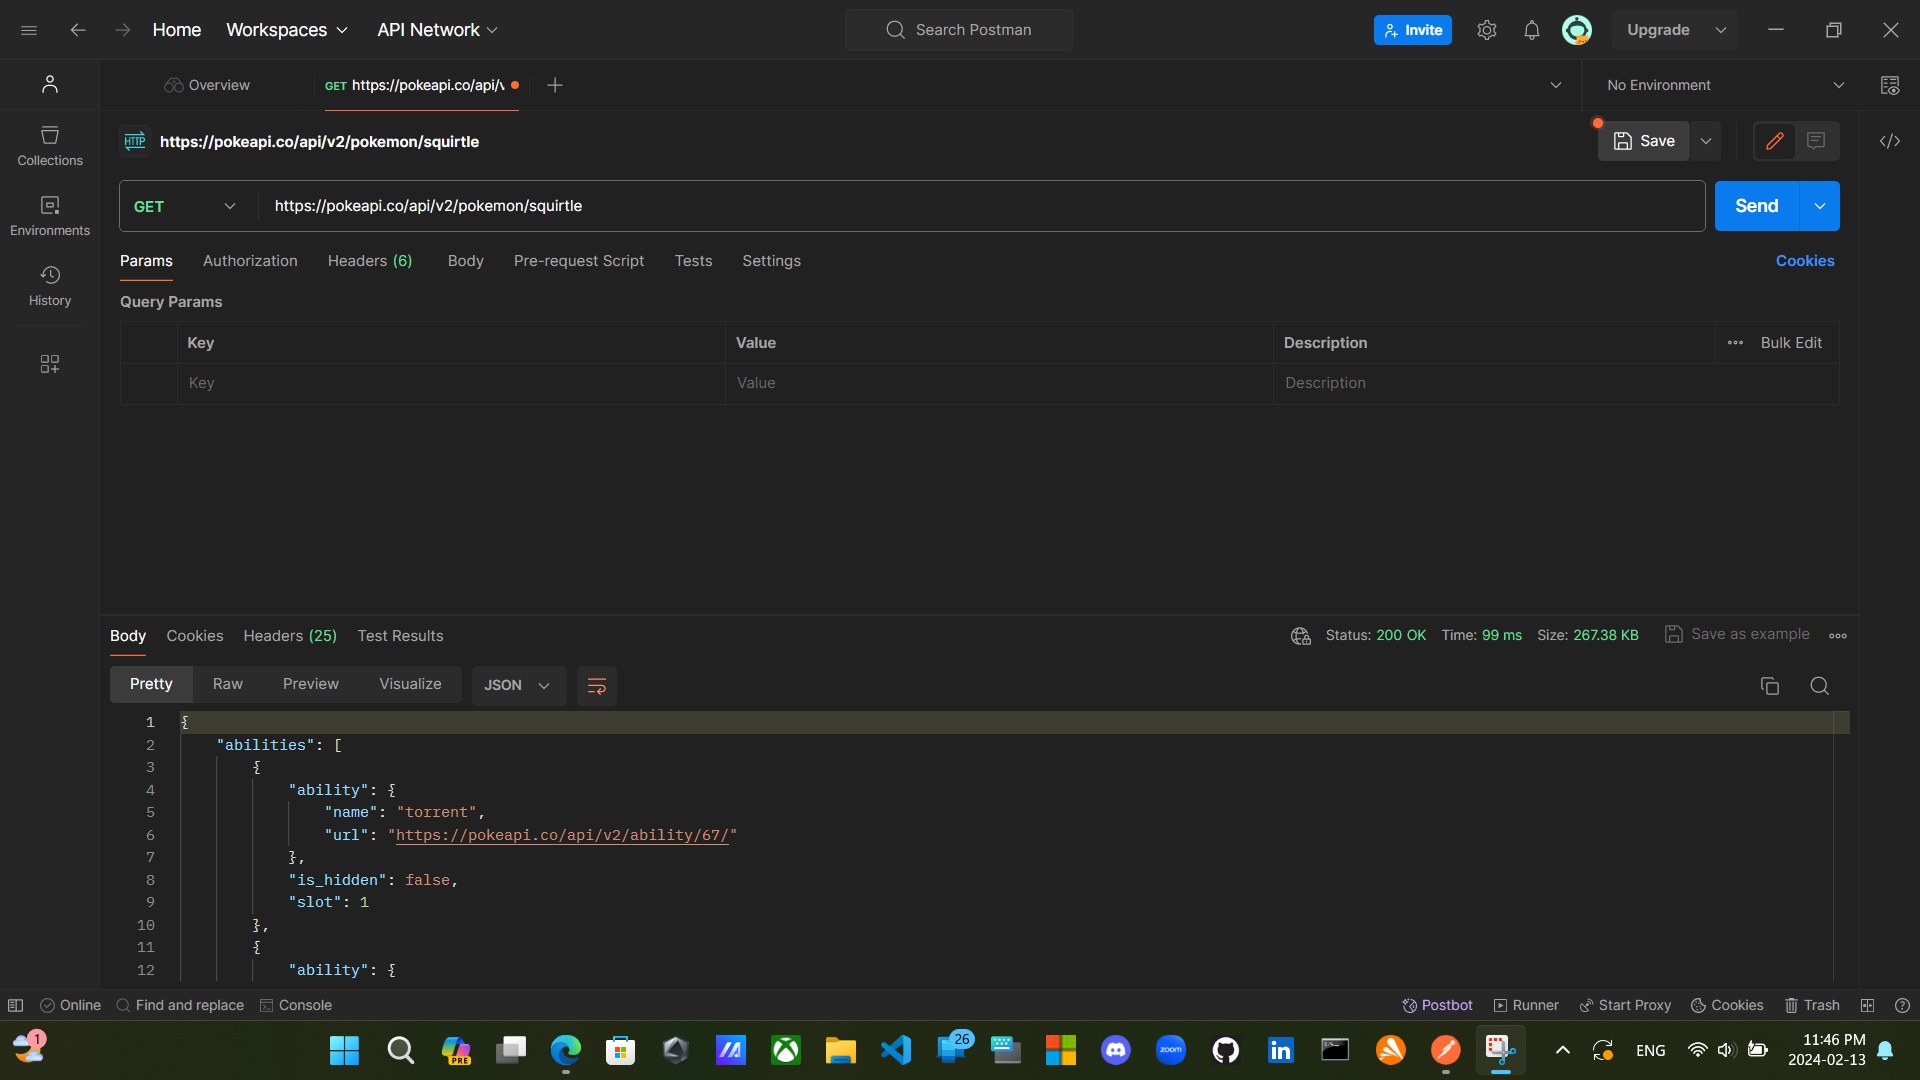 Home Workspaces API Network
Search Postman
Invite Upgrade
Overview GET https://pokeapi.co/api/v No Environment
HTTP https://pokeapi.co/api/v2/pokemon/squirtle Save
Collections
Environments
History
GET https://pokeapi.co/api/v2/pokemon/squirtle Send
Params Authorization Headers (6) Body Pre-request Script Tests Settings Cookies
Query Params
Key Value Description Bulk Edit
Key Value Description
Body Cookies Headers (25) Test Results Status: 200 OK Time: 99 ms Size: 267.38 KB Save as example
Pretty Raw Preview Visualize JSON
1 {
2 "abilities": [
3 {
4 "ability": {
5 "name": "torrent",
6 "url": "https://pokeapi.co/api/v2/ability/67/"
7 },
8 "is_hidden": false,
9 "slot": 1
10 },
11 {
12 "ability": {
Online Find and replace Console Postbot Runner Start Proxy Cookies Trash
1 PRE 26 zoom in ENG 11:46 PM
2024-02-13